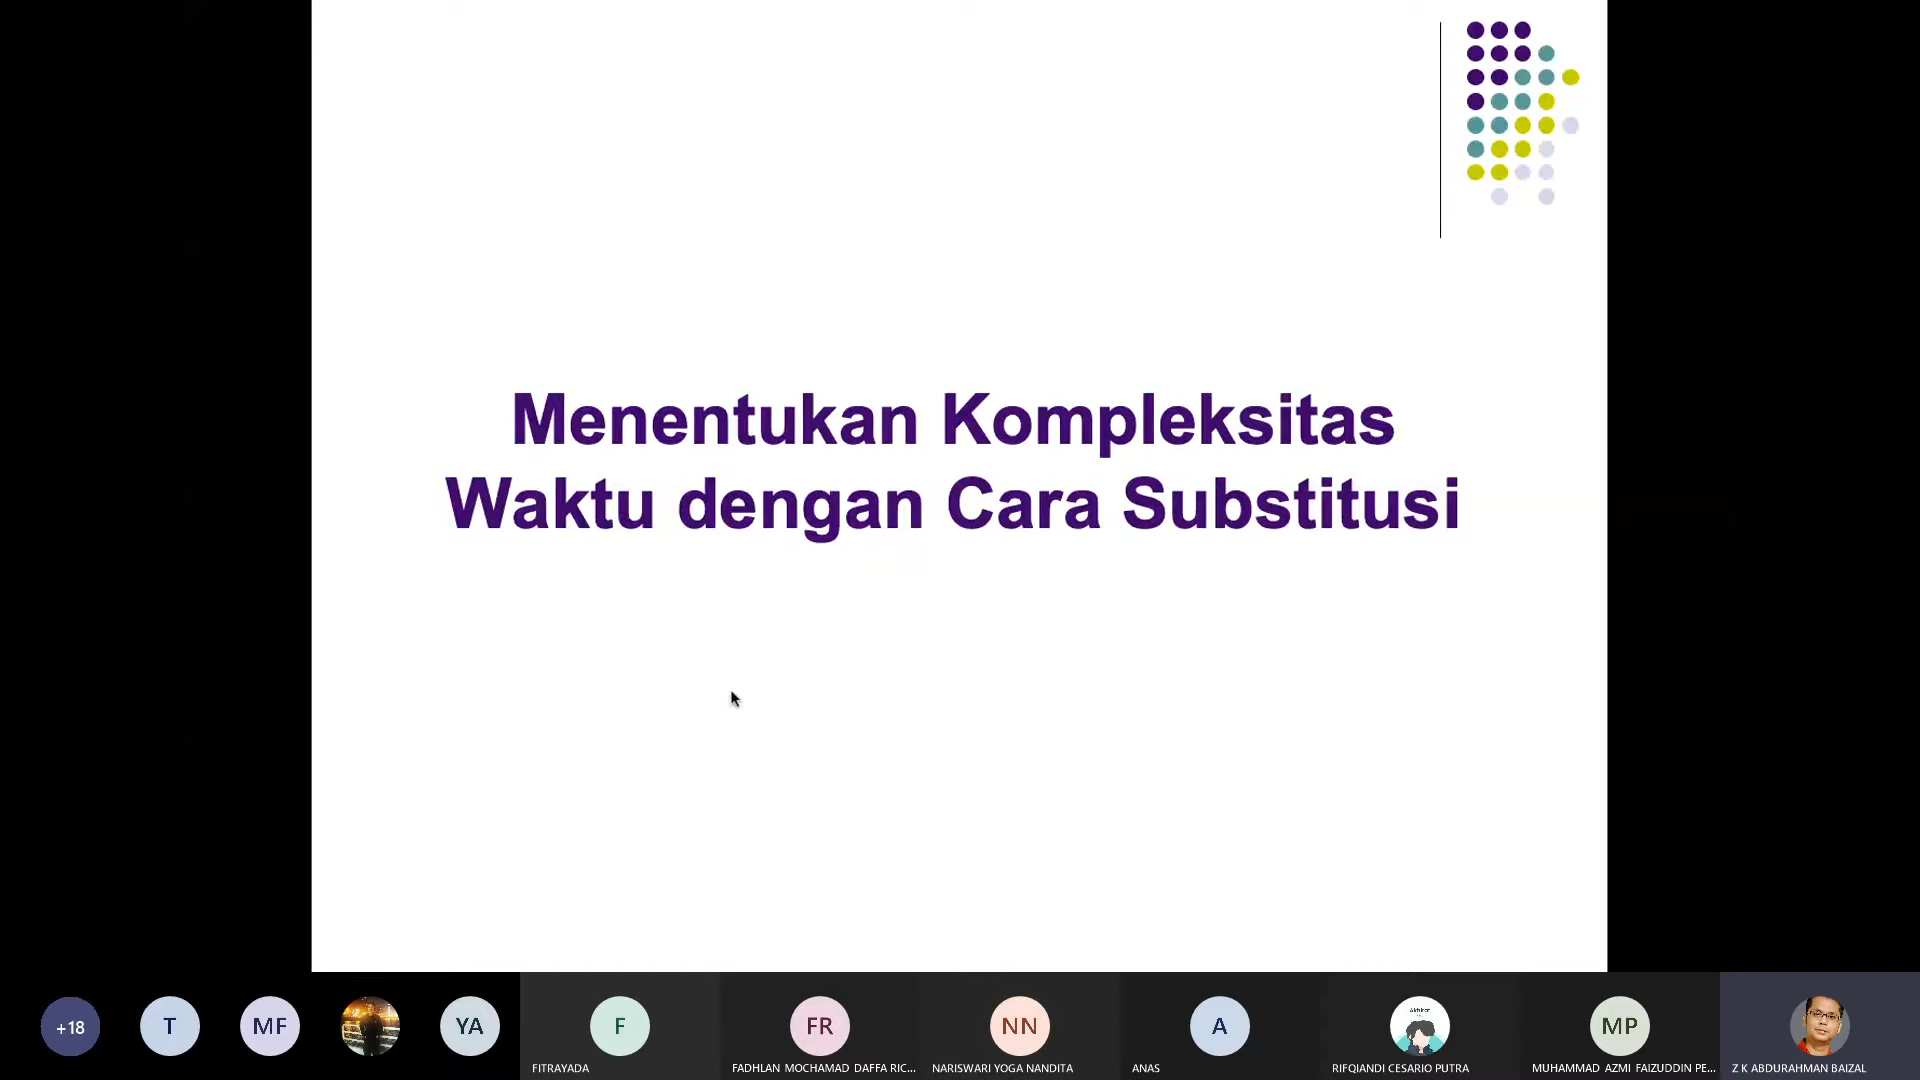 Menentukan Kompleksitas
Waktu dengan Cara Substitusi
+18
T
MF
YA
F
FR
NN
A
MP
FITRAYADA
FADHLAN MOCHAMAD DAFFA RIC...
NARISWARI YOGA NANDITA
ANAS
RIFQIANDI CESARIO PUTRA
MUHAMMAD AZMI FAIZUDDIN PE...
Z K ABDURAHMAN BAIZAL